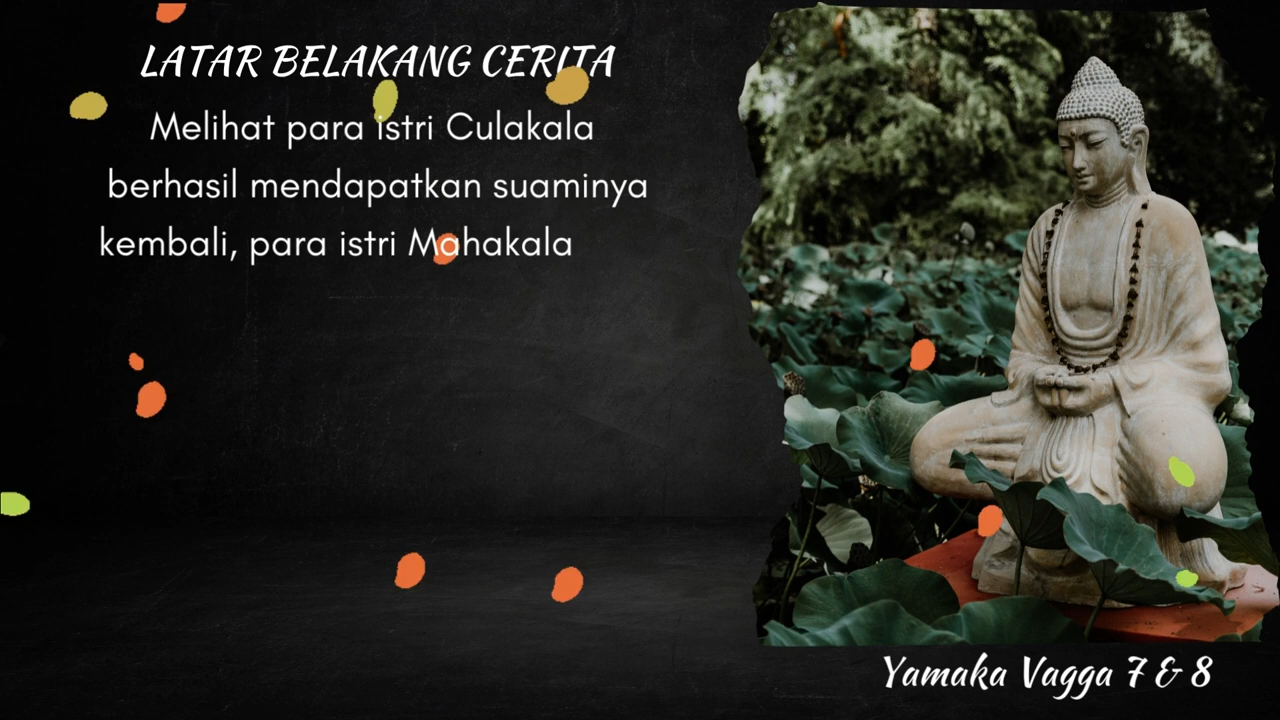 LATAR BELAKANG CERITA
Melihat para istri Culakala
berhasil mendapatkan suaminya
kembali, para istri Mahakala
Yamaka Vagga 7 & 8